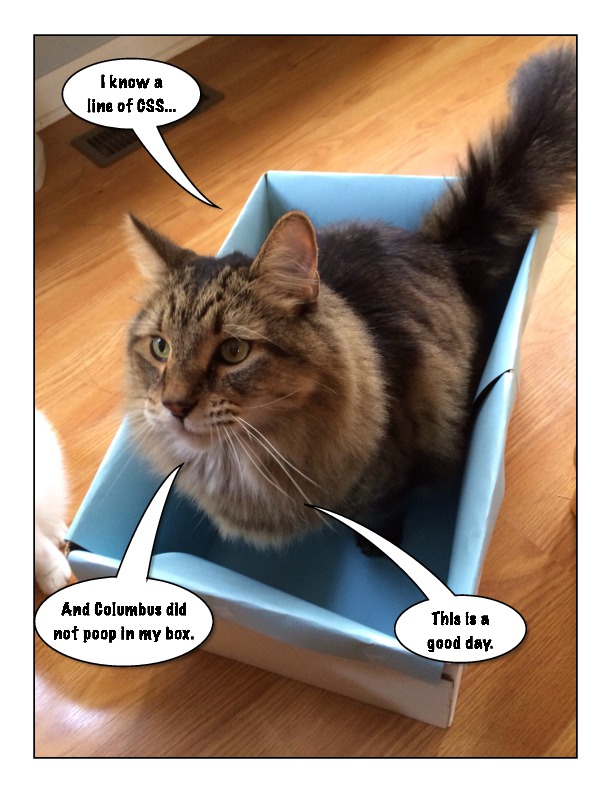 I know a
line of CSS...
And Columbus did
not poop in my box.
This is a
good day.